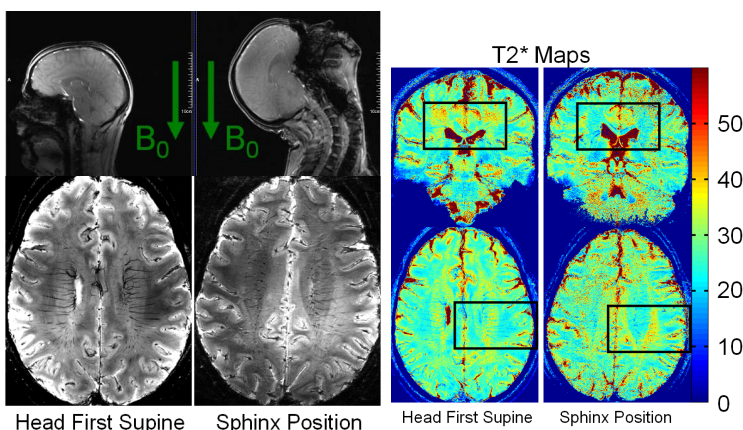 B0
B0
Head First Supine
Sphinx Position
T2* Maps
50
40
30
20
10
0
Head First Supine
Sphinx Position